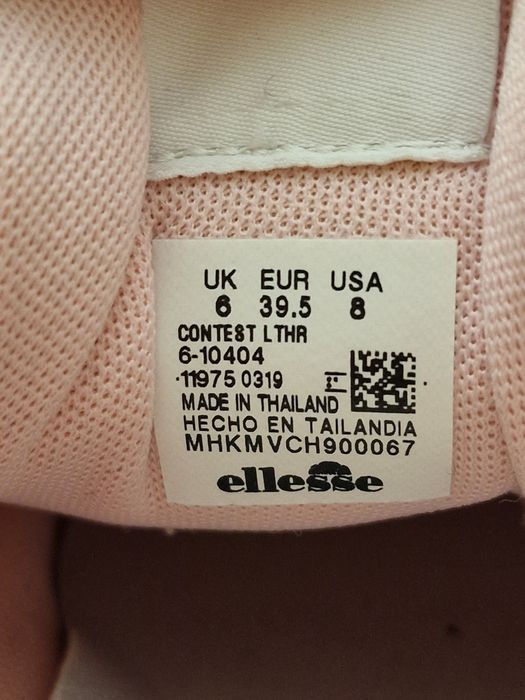 UK EUR USA
6 39.5 8
CONTEST LTHR
6-10404
11975 0319
MADE IN THAILAND
HECHO EN TAILANDIA
MHKMVCH900067
ellesse